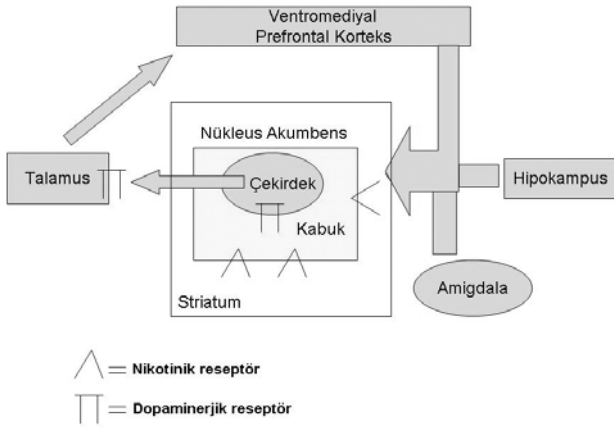 Ventromediyal
Prefrontal Korteks
Nükleus Akumbens
Talamus
Çekirdek
Hipokampus
Kabuk
Striatum
Amigdala
= Nikotinik reseptör
= Dopaminerjik reseptör